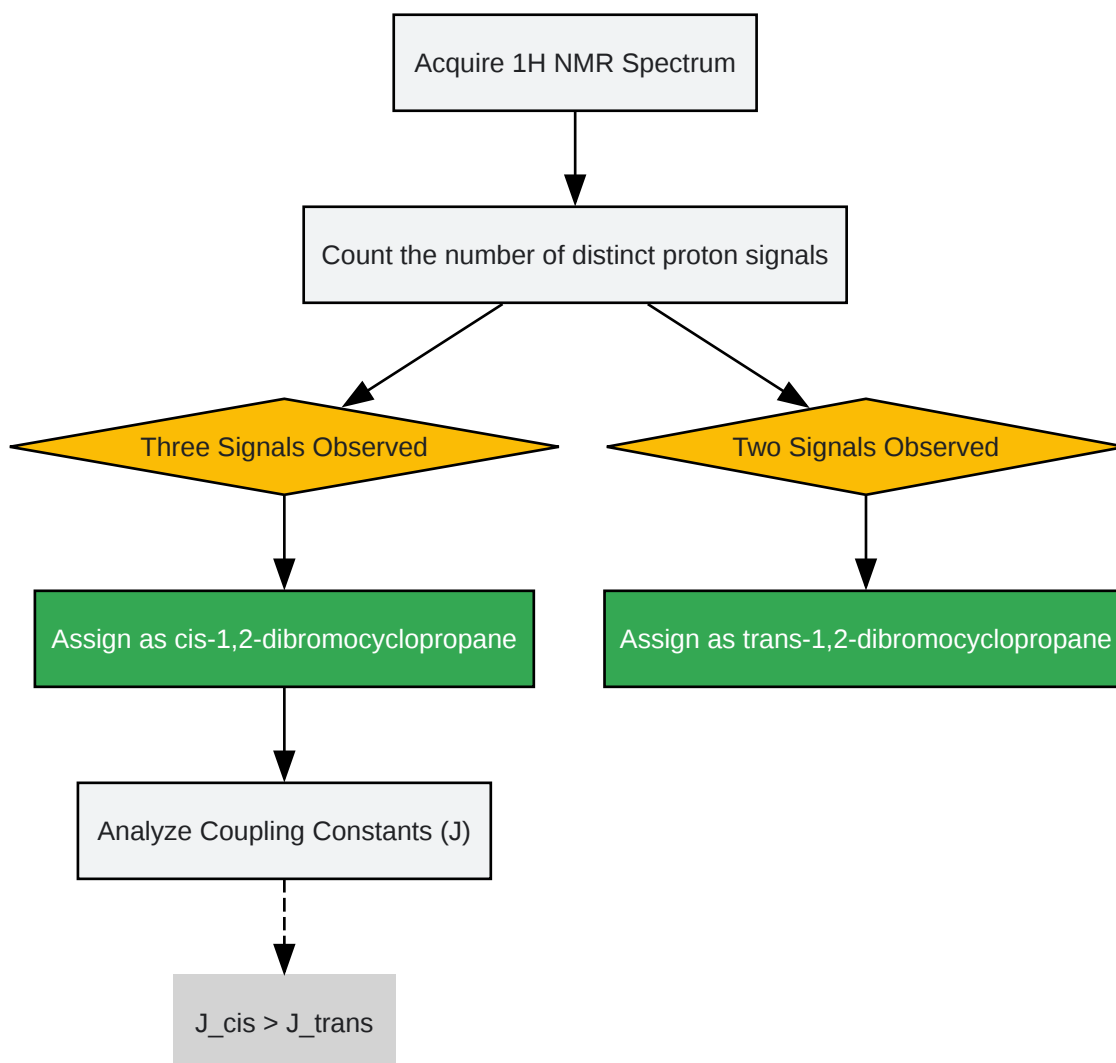 Acquire 1H NMR Spectrum
Count the number of distinct proton signals
Three Signals Observed
Two Signals Observed
Assign as cis-1,2-dibromocyclopropane
Assign as trans-1,2-dibromocyclopropane
Analyze Coupling Constants (J)
J_cis > J_trans